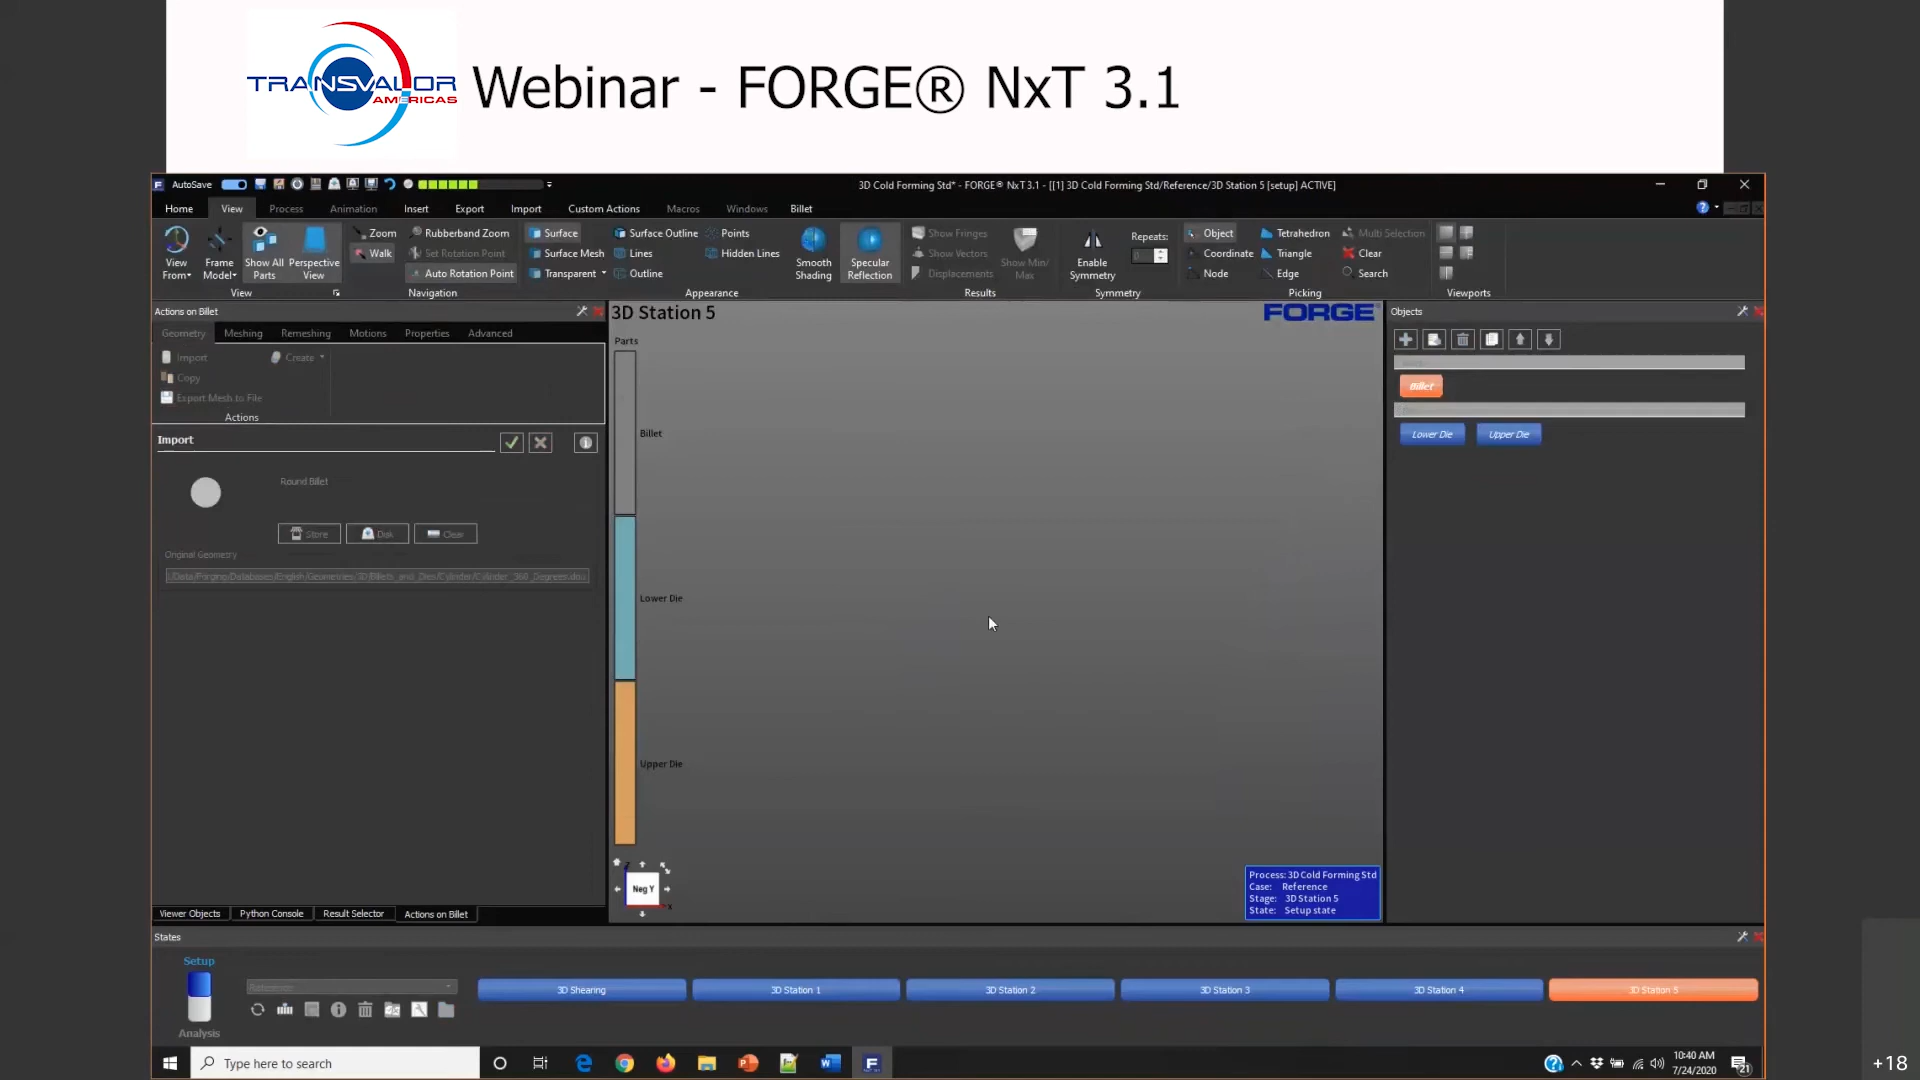 TRANSVALOR
AMERICAS
Webinar - FORGE® NxT 3.1
AutoSave
3D Cold Forming Std* - FORGE® NxT3.1 - [[1] 3D Cold Forming Std/Reference/3D Station 5 [setup] ACTIVE]
Home View Process Animation Insert Export Import Custom Actions Macros Windows Billet
View From Frame Model Show All Parts Perspective View
Zoom Rubberband Zoom
Walk Set Rotation Point
Auto Rotation Point
Surface Surface Outline Points
Surface Mesh Lines Hidden Lines
Transparent Outline
Smooth Shading Specular Reflection
Show Fringes
Show Vectors
Displacements
Show Min/Max
Enable Symmetry
Repeats:
Object Tetrahedron Multi Selection
Coordinate Triangle Clear
Node Edge Search
View Navigation Appearance Results Symmetry Picking Viewports
Actions on Billet
Geometry Meshing Remeshing Motions Properties Advanced
Import Create
Copy
Export Mesh to File
Actions
Import
Round Billet
Store Disk Clear
Original Geometry
3D Station 5
FORGE
Parts
Billet
Lower Die
Upper Die
Neg Y
x
Process: 3D Cold Forming Std
Case: Reference
Stage: 3D Station 5
State: Setup state
Objects
Billet
Lower Die Upper Die
Viewer Objects Python Console Result Selector Actions on Billet
States
Setup
Analysis
Reference
3D Shearing 3D Station 1 3D Station 2 3D Station 3 3D Station 4 3D Station 5
Type here to search
10:40 AM
7/24/2020
21
+18